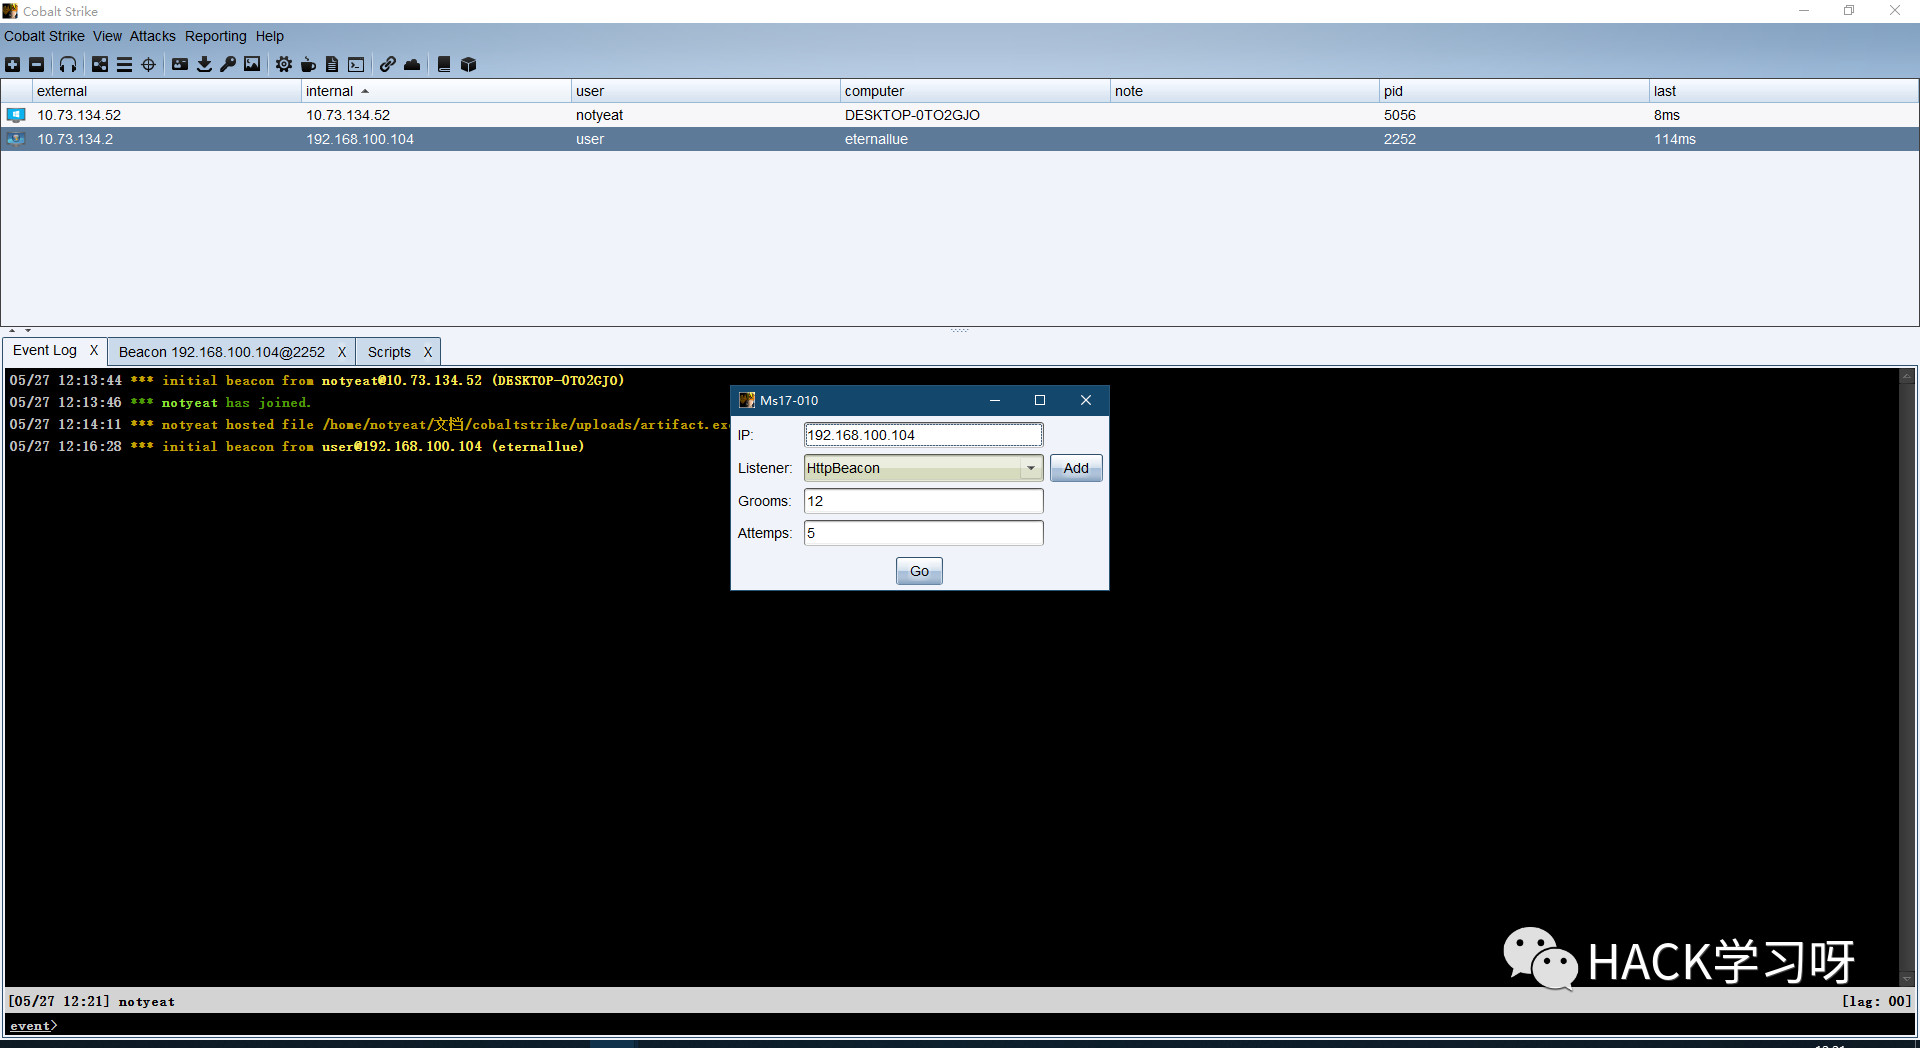 Cobalt Strike
Cobalt Strike View Attacks Reporting Help
external internal user computer note pid last
10.73.134.52 10.73.134.52 notyeat DESKTOP-0TO2GJO 5056 8ms
10.73.134.2 192.168.100.104 user eternallue 2252 114ms
Event Log X Beacon 192.168.100.104@2252 X Scripts X
05/27 12:13:44 *** initial beacon from notyeat@10.73.134.52 (DESKTOP-0TO2GJO)
05/27 12:13:46 *** notyeat has joined.
05/27 12:14:11 *** notyeat hosted file /home/notyeat/文档/cobaltstrike/uploads/artifact.ex
05/27 12:16:28 *** initial beacon from user@192.168.100.104 (eternallue)
Ms17-010
IP: 192.168.100.104
Listener: HttpBeacon Add
Grooms: 12
Attemps: 5
Go
HACK学习呀
[05/27 12:21] notyeat [lag: 00]
event>